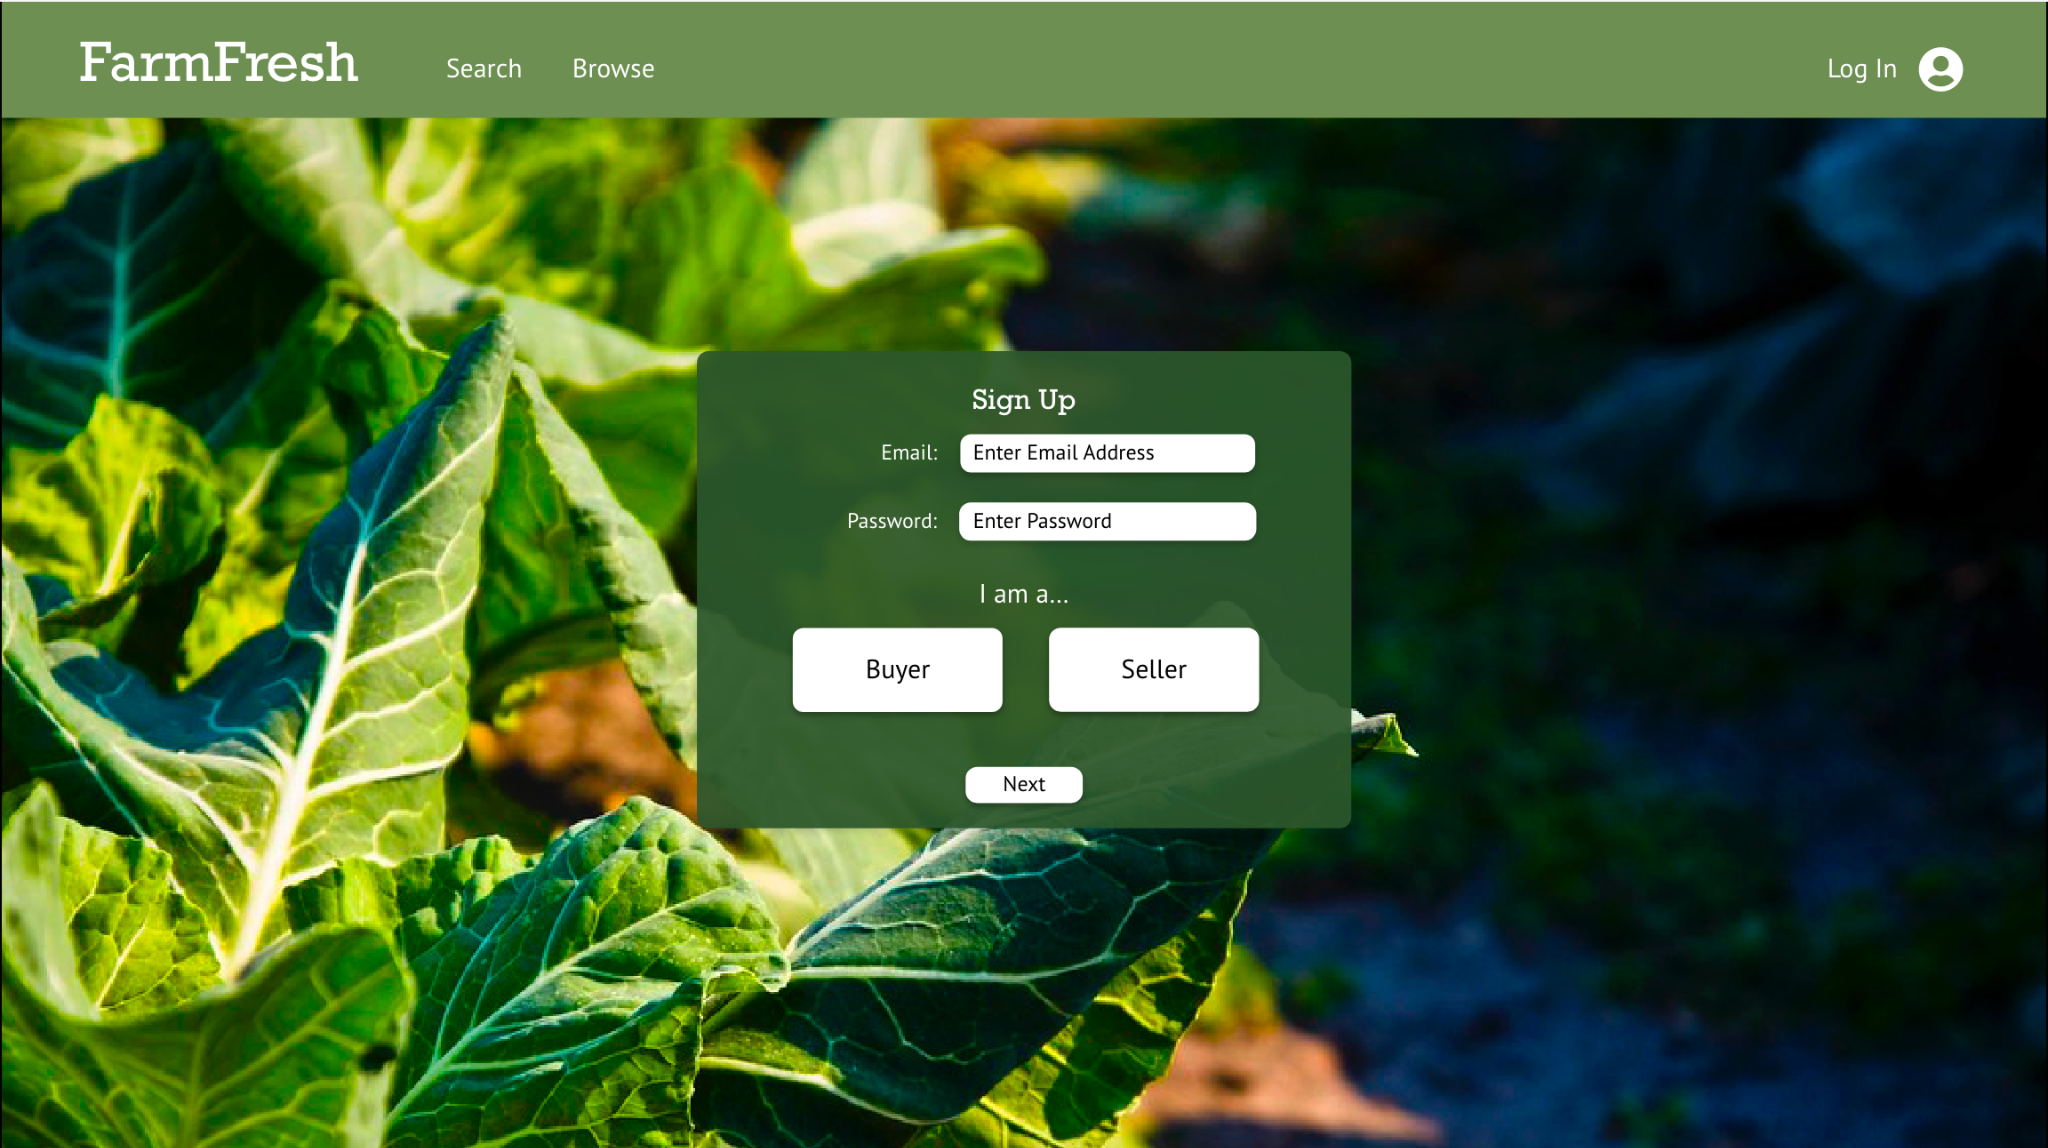 FarmFresh Search Browse Log In
Sign Up
Email: Enter Email Address
Password: Enter Password
I am a...
Buyer Seller
Next